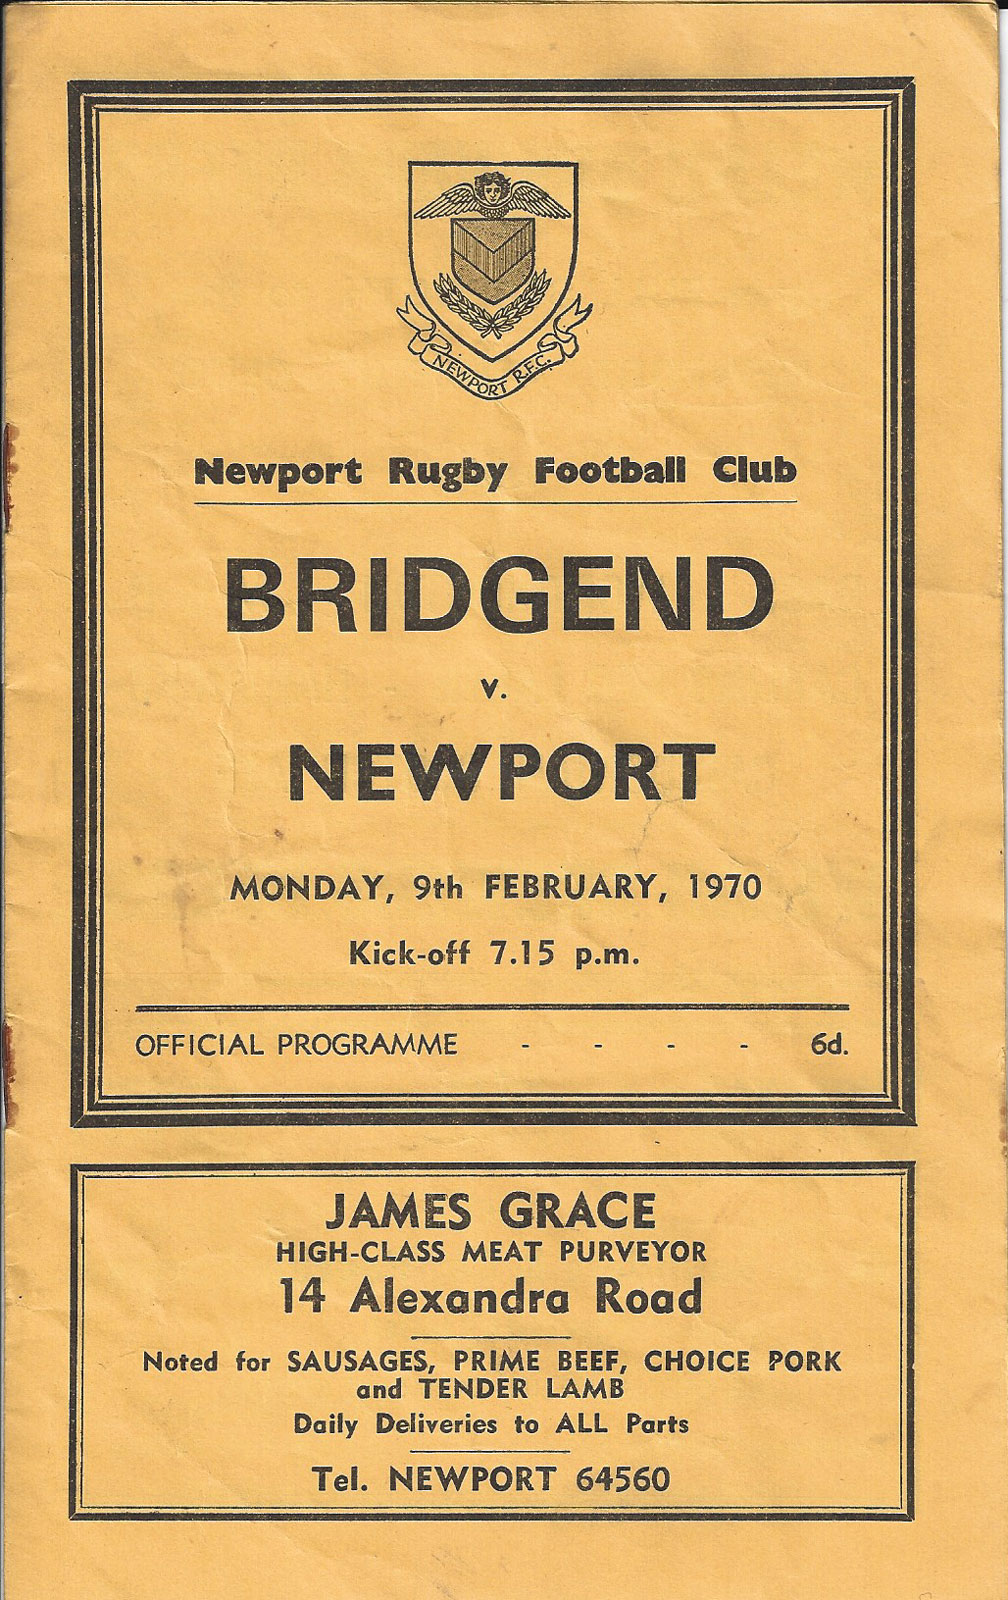 NEWPORT R.F.C.
Newport Rugby Football Club
BRIDGEND
v.
NEWPORT
MONDAY, 9th FEBRUARY, 1970
Kick-off 7.15 p.m.
OFFICIAL PROGRAMME - - - - 6d.
JAMES GRACE
HIGH-CLASS MEAT PURVEYOR
14 Alexandra Road
Noted for SAUSAGES, PRIME BEEF, CHOICE PORK
and TENDER LAMB
Daily Deliveries to ALL Parts
Tel. NEWPORT 64560